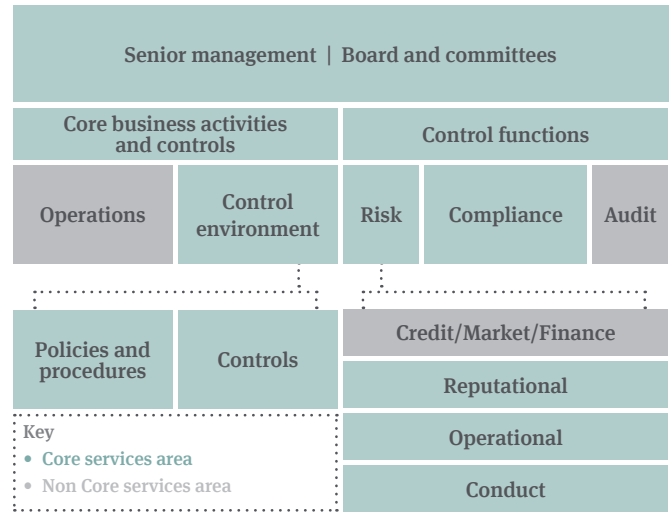 Senior management | Board and committees
Core business activities
and controls
Control functions
Operations
Control
environment
Risk
Compliance
Audit
Policies and
procedures
Controls
Credit/Market/Finance
Reputational
Operational
Conduct
Key
• Core services area
• Non Core services area